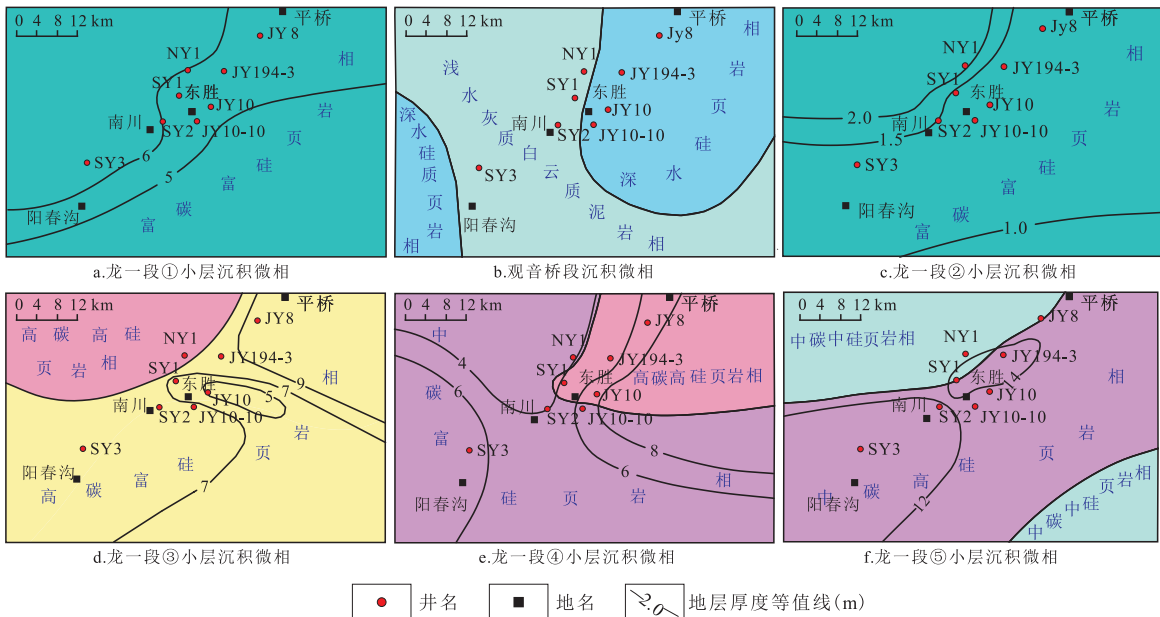 0 4 8 12 km
平桥
JY 8
NY1
JY194-3
SY1
东胜
JY10
南川
SY2
JY10-10
6
SY3
5
阳春沟
富碳富硅页岩相
a.龙一段①小层沉积微相
0 4 8 12 km
平桥
Jy8
NY1
JY194-3
SY1
东胜
JY10
南川
SY2
JY10-10
SY3
阳春沟
浅水灰质白云质泥岩相
深水硅质页岩相
深水硅页岩相
b.观音桥段沉积微相
0 4 8 12 km
平桥
Jy8
NY1
JY194-3
SY1
东胜
JY10
2.0
南川
SY2
JY10-10
1.5
SY3
阳春沟
1.0
富碳富硅页岩相
c.龙一段②小层沉积微相
0 4 8 12 km
平桥
JY8
高碳高硅页岩相
NY1
JY194-3
SY1
东胜
9
7
5
JY10
南川
SY2
JY10-10
SY3
阳春沟
7
高碳富硅页岩相
d.龙一段③小层沉积微相
0 4 8 12 km
平桥
JY8
NY1
JY194-3
4
SY1
东胜
高碳高硅页岩相
6
JY10
南川
SY2
JY10-10
8
SY3
6
阳春沟
中碳富硅页岩相
e.龙一段④小层沉积微相
0 4 8 12 km
平桥
JY8
中碳中硅页岩相
NY1
JY194-3
SY1
14
东胜
JY10
南川
SY2
JY10-10
SY3
阳春沟
12
中碳高硅页岩相
中碳中硅页岩相
f.龙一段⑤小层沉积微相
井名
地名
2.0
地层厚度等值线(m)